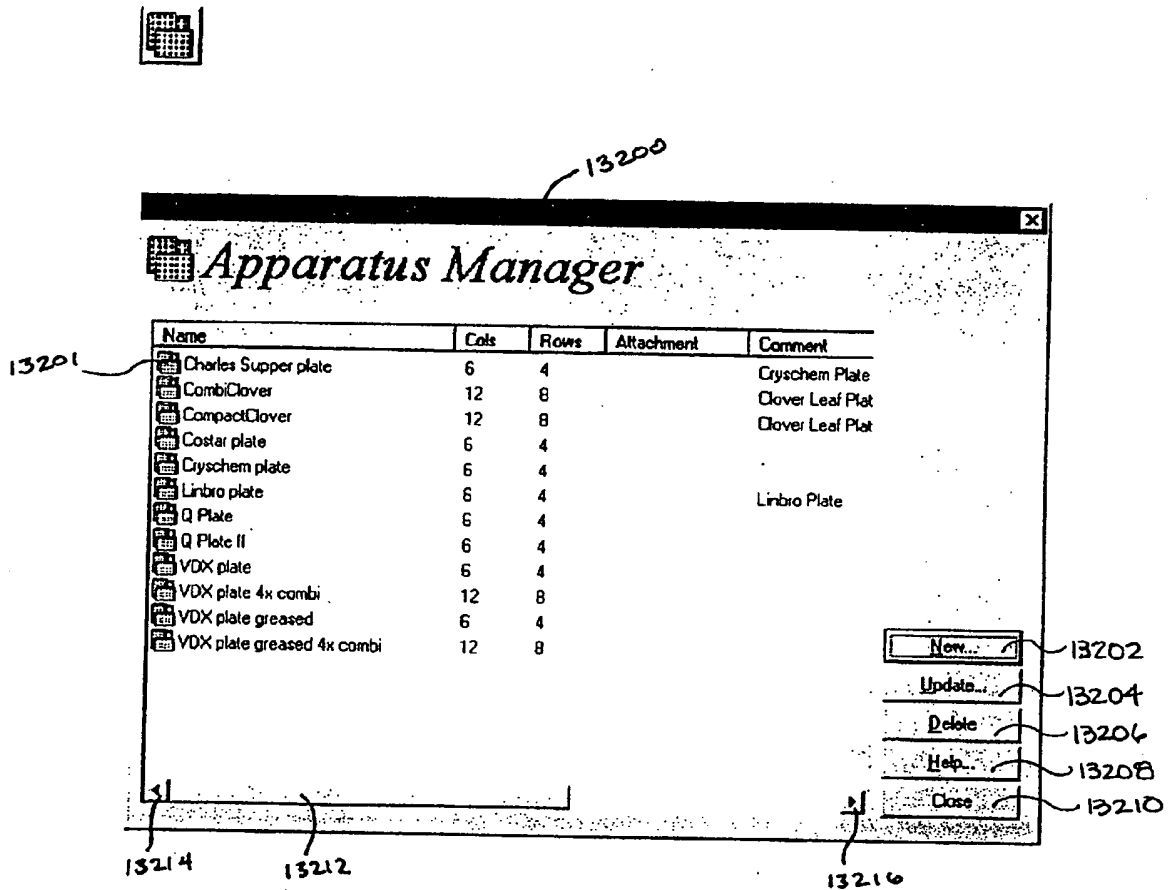 13200
Apparatus Manager
Name Cols Rows Attachment Comment
13201
Charles Supper plate 6 4 Cryschem Plate
CombiClover 12 8 Clover Leaf Plat
CompactClover 12 8 Clover Leaf Plat
Costar plate 6 4
Cryschem plate 6 4
Linbro plate 6 4 Linbro Plate
Q Plate 6 4
Q Plate II 6 4
VDX plate 6 4
VDX plate 4x combi 12 8
VDX plate greased 6 4
VDX plate greased 4x combi 12 8
New... 13202
Update... 13204
Delete 13206
Help... 13208
Close 13210
13214 13212 13216